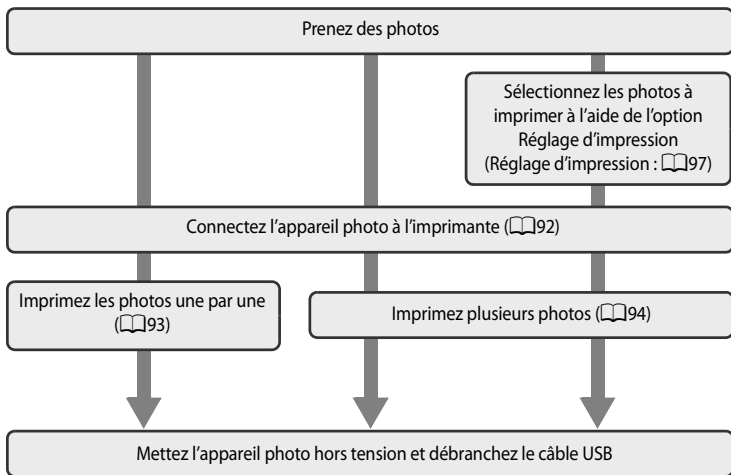 Prenez des photos
Sélectionnez les photos à
imprimer à l'aide de l'option
Réglage d'impression
(Réglage d'impression : 97)
Connectez l'appareil photo à l'imprimante (92)
Imprimez les photos une par une
(93)
Imprimez plusieurs photos (94)
Mettez l'appareil photo hors tension et débranchez le câble USB